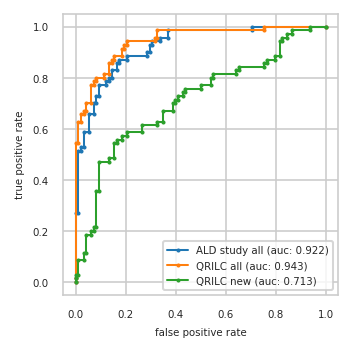 1.0
0.8
0.6
0.4
0.2
0.0
true positive rate
ALD study all (auc: 0.922)
QRILC all (auc: 0.943)
QRILC new (auc: 0.713)
0.0 0.2 0.4 0.6 0.8 1.0
false positive rate